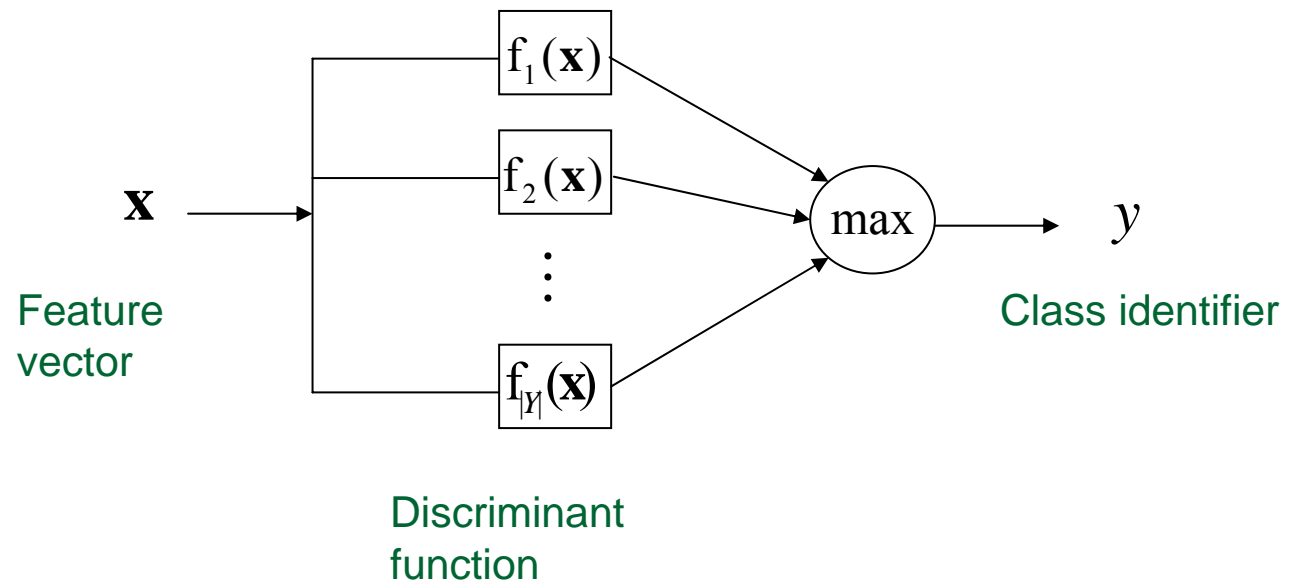 f₁(x)
f₂(x)
x
max
y
⋮
Feature
vector
Class identifier
f|Y|(x)
Discriminant
function